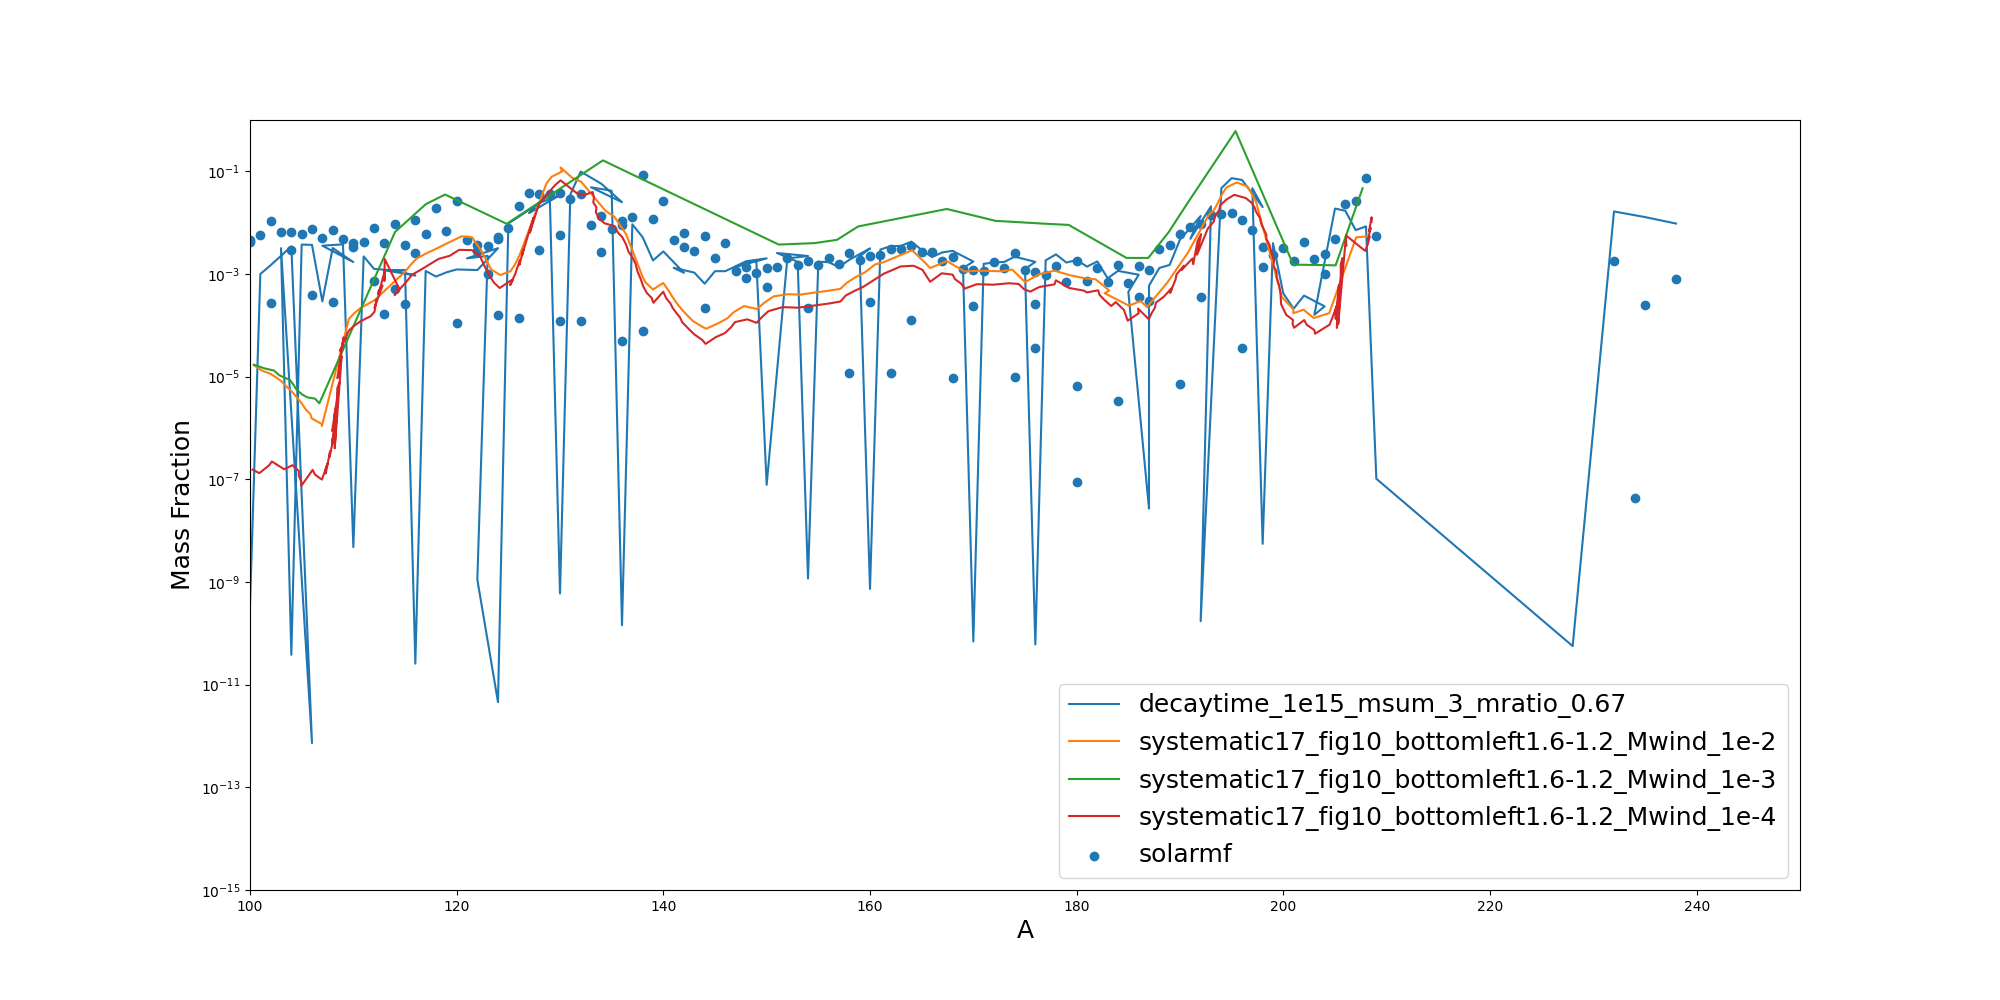 10⁻¹
10⁻³
10⁻⁵
10⁻⁷
10⁻⁹
10⁻¹¹
10⁻¹³
10⁻¹⁵
Mass Fraction
100 120 140 160 180 200 220 240
A
decaytime_1e15_msum_3_mratio_0.67
systematic17_fig10_bottomleft1.6-1.2_Mwind_1e-2
systematic17_fig10_bottomleft1.6-1.2_Mwind_1e-3
systematic17_fig10_bottomleft1.6-1.2_Mwind_1e-4
solarmf